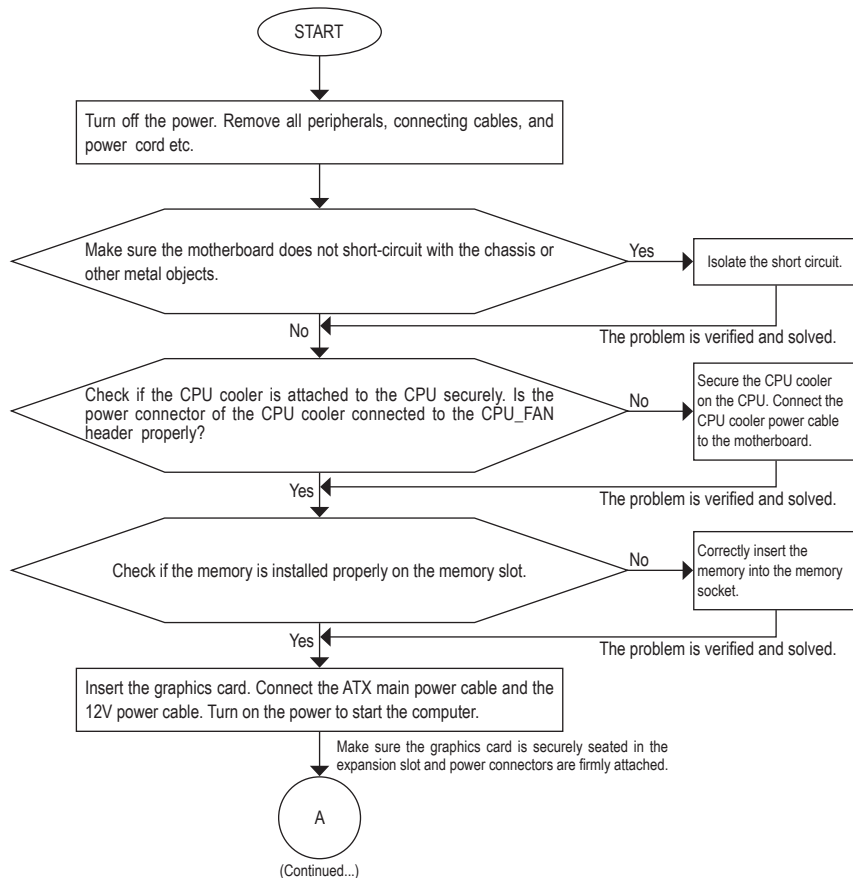 START
Turn off the power. Remove all peripherals, connecting cables, and
power cord etc.
Make sure the motherboard does not short-circuit with the chassis or
other metal objects.
Yes
Isolate the short circuit.
No
The problem is verified and solved.
Check if the CPU cooler is attached to the CPU securely. Is the
power connector of the CPU cooler connected to the CPU_FAN
header properly?
No
Secure the CPU cooler
on the CPU. Connect the
CPU cooler power cable
to the motherboard.
Yes
The problem is verified and solved.
Check if the memory is installed properly on the memory slot.
No
Correctly insert the
memory into the memory
socket.
Yes
The problem is verified and solved.
Insert the graphics card. Connect the ATX main power cable and the
12V power cable. Turn on the power to start the computer.
Make sure the graphics card is securely seated in the
expansion slot and power connectors are firmly attached.
A
(Continued...)